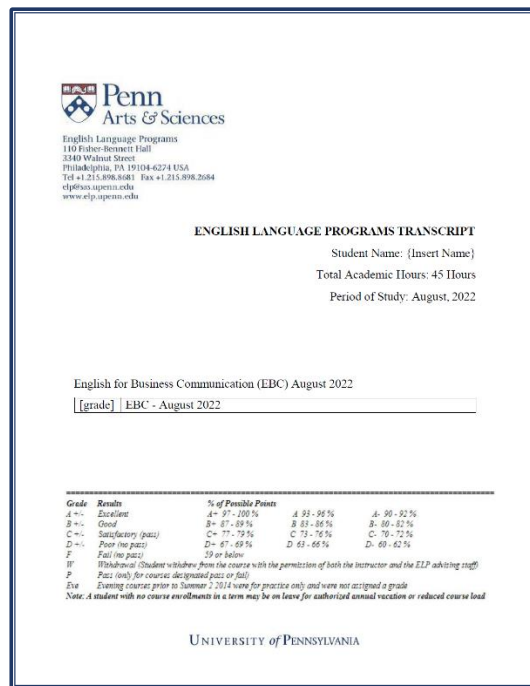 Penn
Arts & Sciences
English Language Programs
110 Fisher-Bennett Hall
3340 Walnut Street
Philadelphia, PA 19104-6274 USA
Tel +1.215.898.8681 Fax +1.215.898.2684
elp@sas.upenn.edu
www.elp.upenn.edu
ENGLISH LANGUAGE PROGRAMS TRANSCRIPT
Student Name: {Insert Name}
Total Academic Hours: 45 Hours
Period of Study: August, 2022
English for Business Communication (EBC) August 2022
[grade] EBC - August 2022
Grade Results % of Possible Points
A +/- Excellent A+ 97 - 100 % A 93 - 96 % A- 90 - 92 %
B +/- Good B+ 87 - 89 % B 83 - 86 % B- 80 - 82 %
C +/- Satisfactory (pass) C+ 77 - 79 % C 73 - 76 % C- 70 - 72 %
D +/- Poor (no pass) D+ 67 - 69 % D 63 - 66 % D- 60 - 62 %
F Fail (no pass) 59 or below
W Withdrawal (Student withdrew from the course with the permission of both the instructor and the ELP advising staff)
P Pass (only for courses designated pass or fail)
Eve Evening courses prior to Summer 2 2014 were for practice only and were not assigned a grade
Note: A student with no course enrollments in a term may be on leave for authorized annual vacation or reduced course load
UNIVERSITY of PENNSYLVANIA